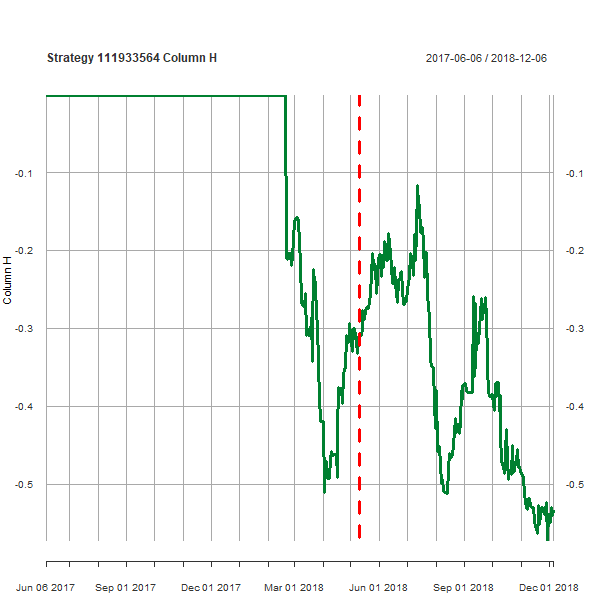 Strategy 111933564 Column H
2017-06-06 / 2018-12-06
-0.1 -0.1
-0.2 -0.2
-0.3 -0.3
-0.4 -0.4
-0.5 -0.5
Column H
Jun 06 2017 Sep 01 2017 Dec 01 2017 Mar 01 2018 Jun 01 2018 Sep 01 2018 Dec 01 2018